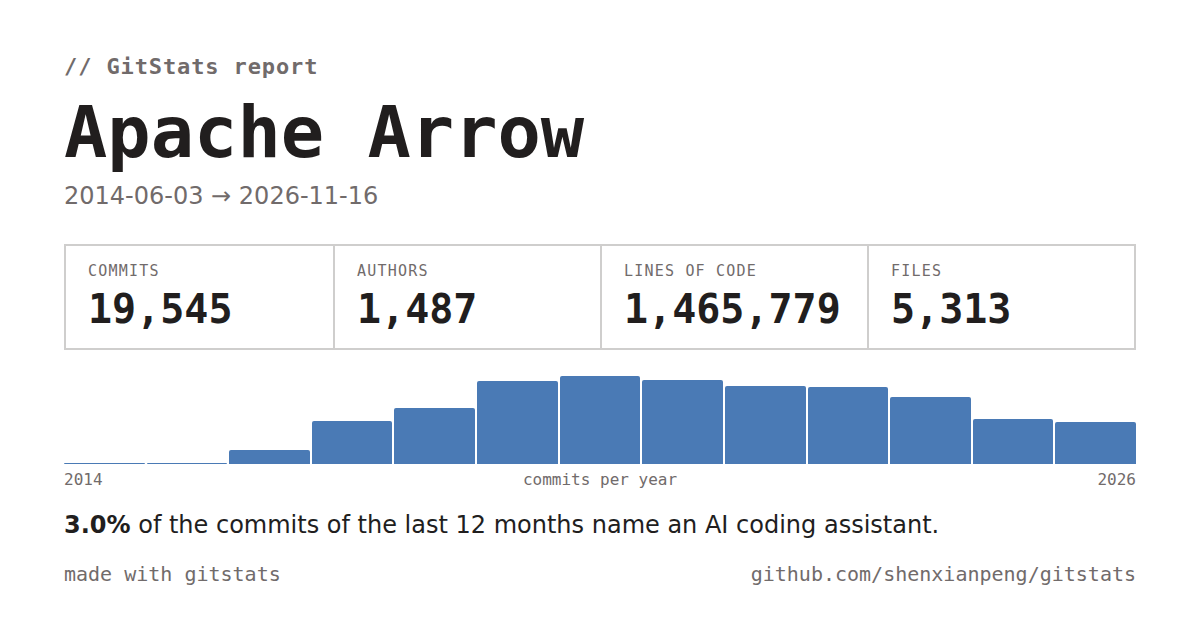 // GitStats report
Apache Arrow
2014-06-03 → 2026-11-16
COMMITS AUTHORS LINES OF CODE FILES
19,545 1,487 1,465,779 5,313
2014 commits per year 2026
3.0% of the commits of the last 12 months name an AI coding assistant.
made with gitstats github.com/shenxianpeng/gitstats